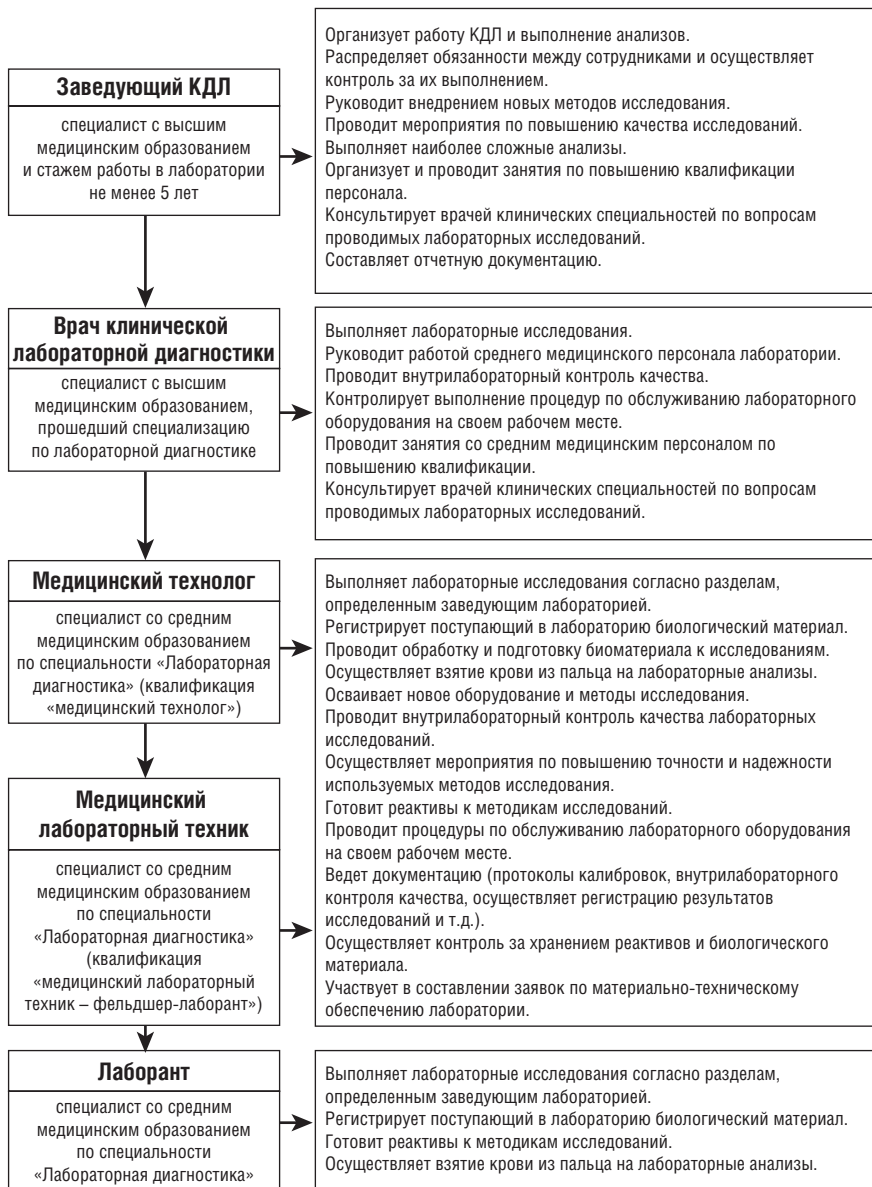 Заведующий КДЛ
специалист с высшим
медицинским образованием
и стажем работы в лаборатории
не менее 5 лет
Организует работу КДЛ и выполнение анализов.
Распределяет обязанности между сотрудниками и осуществляет
контроль за их выполнением.
Руководит внедрением новых методов исследования.
Проводит мероприятия по повышению качества исследований.
Выполняет наиболее сложные анализы.
Организует и проводит занятия по повышению квалификации
персонала.
Консультирует врачей клинических специальностей по вопросам
проводимых лабораторных исследований.
Составляет отчетную документацию.
Врач клинической
лабораторной диагностики
специалист с высшим
медицинским образованием,
прошедший специализацию
по лабораторной диагностике
Выполняет лабораторные исследования.
Руководит работой среднего медицинского персонала лаборатории.
Проводит внутрилабораторный контроль качества.
Контролирует выполнение процедур по обслуживанию лабораторного
оборудования на своем рабочем месте.
Проводит занятия со средним медицинским персоналом по
повышению квалификации.
Консультирует врачей клинических специальностей по вопросам
проводимых лабораторных исследований.
Медицинский технолог
специалист со средним
медицинским образованием
по специальности «Лабораторная
диагностика» (квалификация
«медицинский технолог»)
Медицинский
лабораторный техник
специалист со средним
медицинским образованием
по специальности
«Лабораторная диагностика»
(квалификация
«медицинский лабораторный
техник – фельдшер-лаборант»)
Выполняет лабораторные исследования согласно разделам,
определенным заведующим лабораторией.
Регистрирует поступающий в лабораторию биологический материал.
Проводит обработку и подготовку биоматериала к исследованиям.
Осуществляет взятие крови из пальца на лабораторные анализы.
Осваивает новое оборудование и методы исследования.
Проводит внутрилабораторный контроль качества лабораторных
исследований.
Осуществляет мероприятия по повышению точности и надежности
используемых методов исследования.
Готовит реактивы к методикам исследований.
Проводит процедуры по обслуживанию лабораторного оборудования
на своем рабочем месте.
Ведет документацию (протоколы калибровок, внутрилабораторного
контроля качества, осуществляет регистрацию результатов
исследований и т.д.).
Осуществляет контроль за хранением реактивов и биологического
материала.
Участвует в составлении заявок по материально-техническому
обеспечению лаборатории.
Лаборант
специалист со средним
медицинским образованием
по специальности
«Лабораторная диагностика»
Выполняет лабораторные исследования согласно разделам,
определенным заведующим лабораторией.
Регистрирует поступающий в лабораторию биологический материал.
Готовит реактивы к методикам исследований.
Осуществляет взятие крови из пальца на лабораторные анализы.